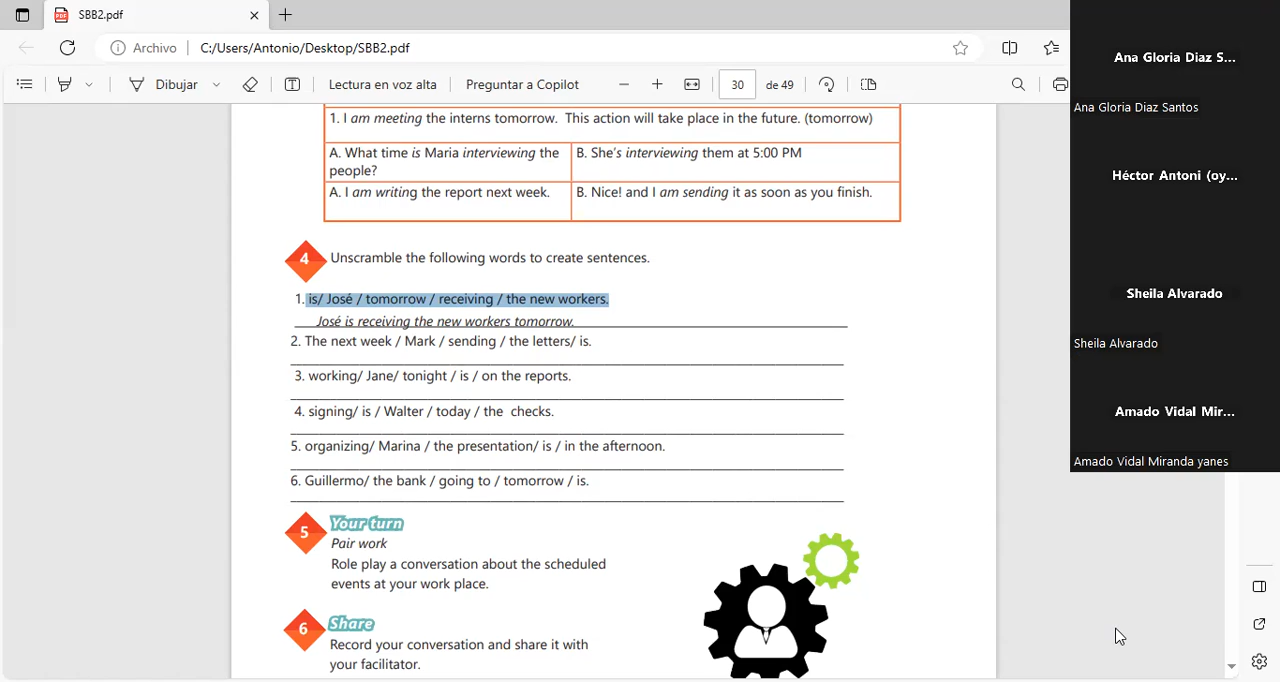 SBB2.pdf
Archivo
C:/Users/Antonio/Desktop/SBB2.pdf
Dibujar
Lectura en voz alta
Preguntar a Copilot
30
de 49
1. I am meeting the interns tomorrow. This action will take place in the future. (tomorrow)
A. What time is Maria interviewing the people?
B. She's interviewing them at 5:00 PM
A. I am writing the report next week.
B. Nice! and I am sending it as soon as you finish.
4 Unscramble the following words to create sentences.
1. is/ José / tomorrow / receiving / the new workers.
José is receiving the new workers tomorrow.
2. The next week / Mark / sending / the letters/ is.
3. working/ Jane/ tonight / is / on the reports.
4. signing/ is / Walter / today / the checks.
5. organizing/ Marina / the presentation/ is / in the afternoon.
6. Guillermo/ the bank / going to / tomorrow / is.
5 Your turn
Pair work
Role play a conversation about the scheduled
events at your work place.
6 Share
Record your conversation and share it with
your facilitator.
Ana Gloria Diaz S...
Ana Gloria Diaz Santos
Héctor Antoni (oy...
Sheila Alvarado
Sheila Alvarado
Amado Vidal Mir...
Amado Vidal Miranda yanes